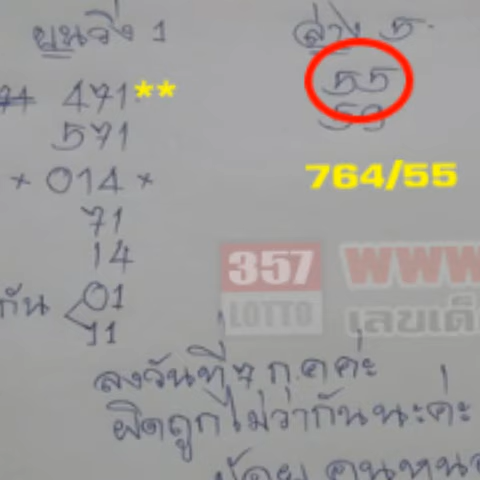 บนวิ่ง 1
ล่าง 5.
471**
55
571
59
× 014 ×
764/55
71
14
357
LOTTO
WWW
เลขเด็
กัน
01
11
ลงวันที่ 7 ก.คค่ะ
ผิดถูกไม่ว่ากันนะค่ะ